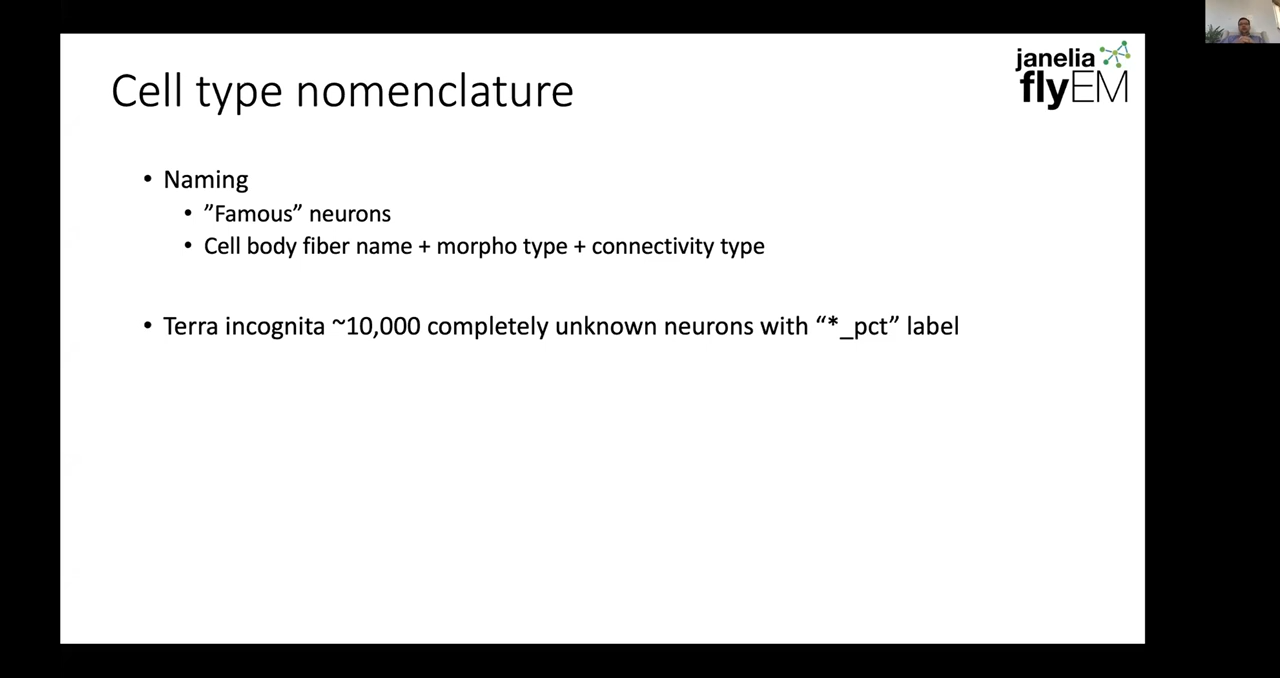 Cell type nomenclature
janelia
flyEM
• Naming
• ”Famous” neurons
• Cell body fiber name + morpho type + connectivity type
• Terra incognita ~10,000 completely unknown neurons with “*_pct” label